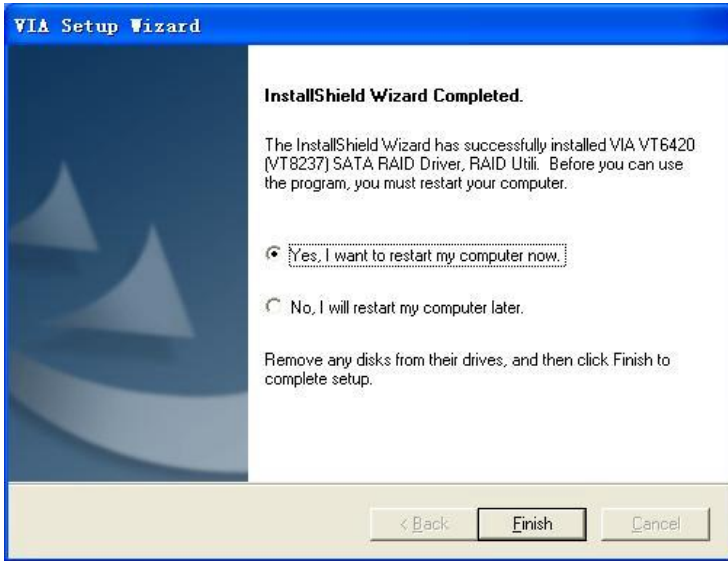 VIA Setup Wizard
InstallShield Wizard Completed.
The InstallShield Wizard has successfully installed VIA VT6420
(VT8237) SATA RAID Driver, RAID Utili. Before you can use
the program, you must restart your computer.
Yes, I want to restart my computer now.
No, I will restart my computer later.
Remove any disks from their drives, and then click Finish to
complete setup.
< Back Finish Cancel